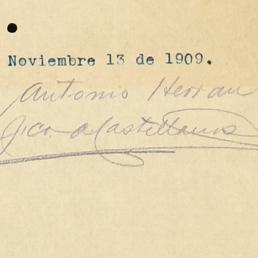 Noviembre 13 de 1909.
Antonio Herran
Castellanos